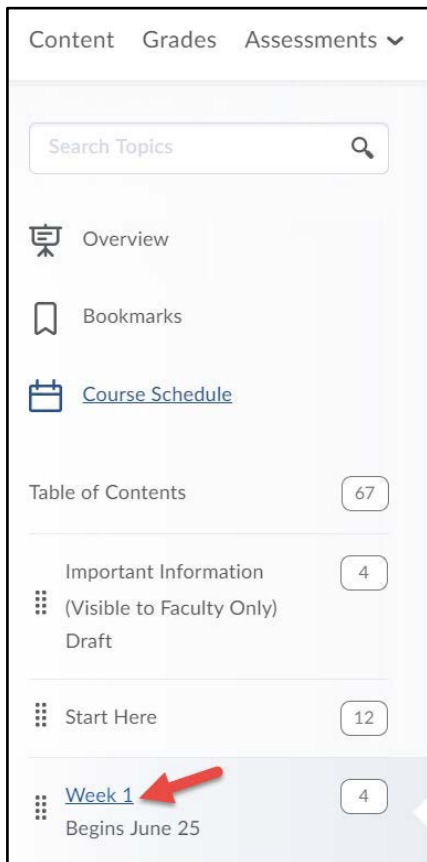 Content Grades Assessments
Search Topics
Overview
Bookmarks
Course Schedule
Table of Contents 67
Important Information 4
(Visible to Faculty Only)
Draft
Start Here 12
Week 1 4
Begins June 25